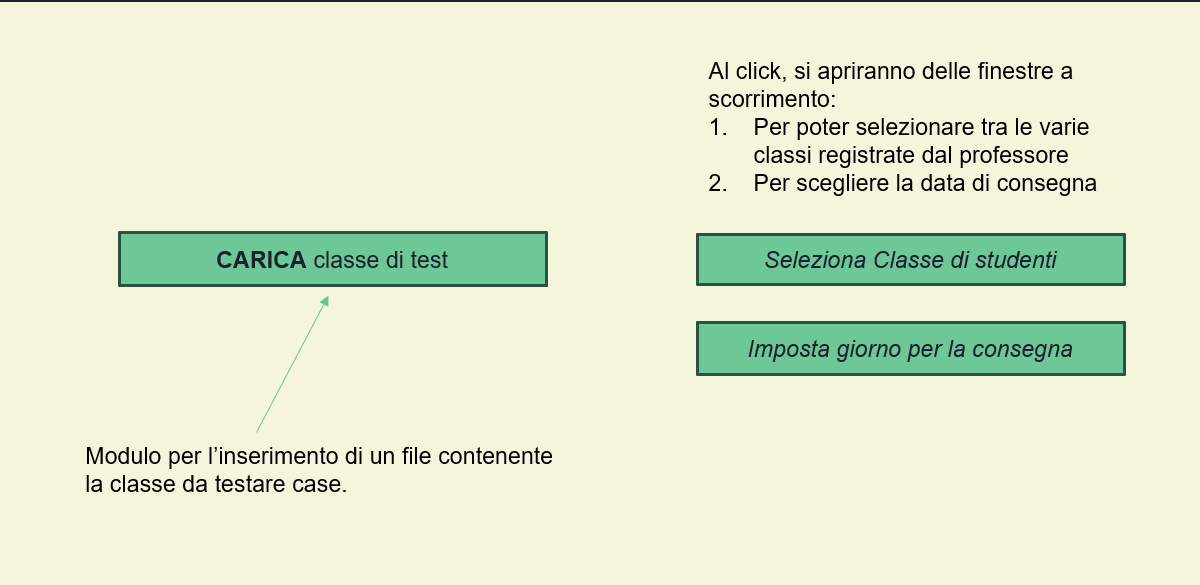 Al click, si apriranno delle finestre a
scorrimento:
1. Per poter selezionare tra le varie
classi registrate dal professore
2. Per scegliere la data di consegna
CARICA classe di test
Seleziona Classe di studenti
Imposta giorno per la consegna
Modulo per l’inserimento di un file contenente
la classe da testare case.